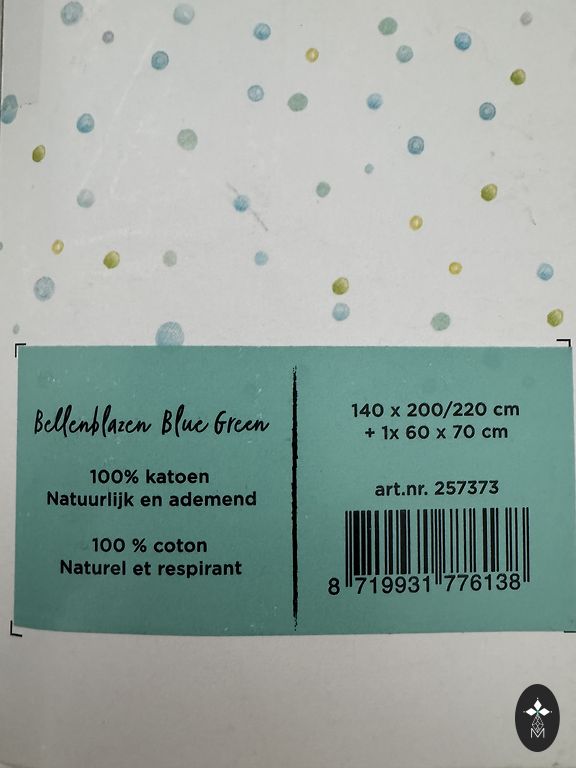 Bellenblazen Blue Green
100% katoen
Natuurlijk en ademend
100 % coton
Naturel et respirant
140 x 200/220 cm
+ 1x 60 x 70 cm
art.nr. 257373
8 719931 776138
M